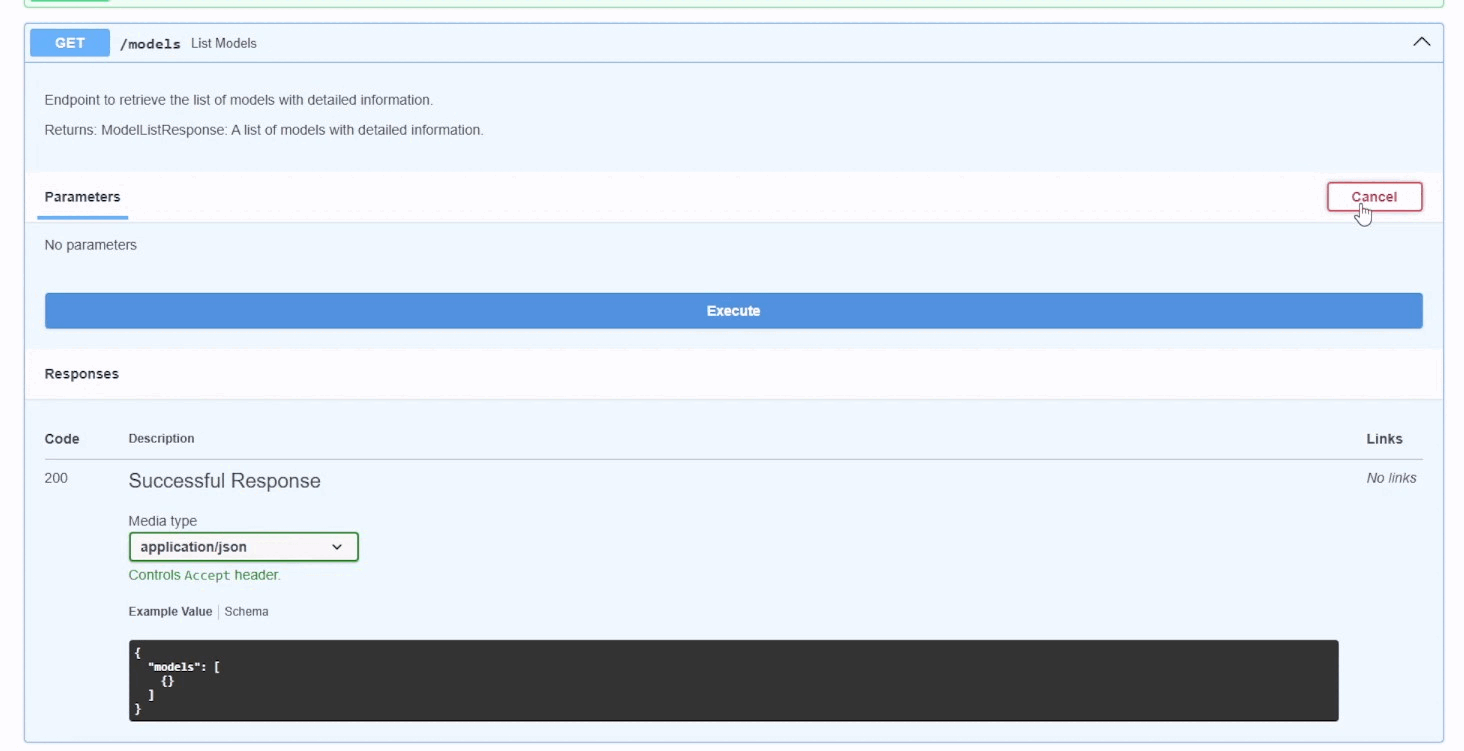 GET /models List Models
Endpoint to retrieve the list of models with detailed information.
Returns: ModelListResponse: A list of models with detailed information.
Parameters Cancel
No parameters
Execute
Responses
Code Description Links
200 Successful Response No links
Media type
application/json
Controls Accept header.
Example Value Schema
{
  "models": [
    {}
  ]
}